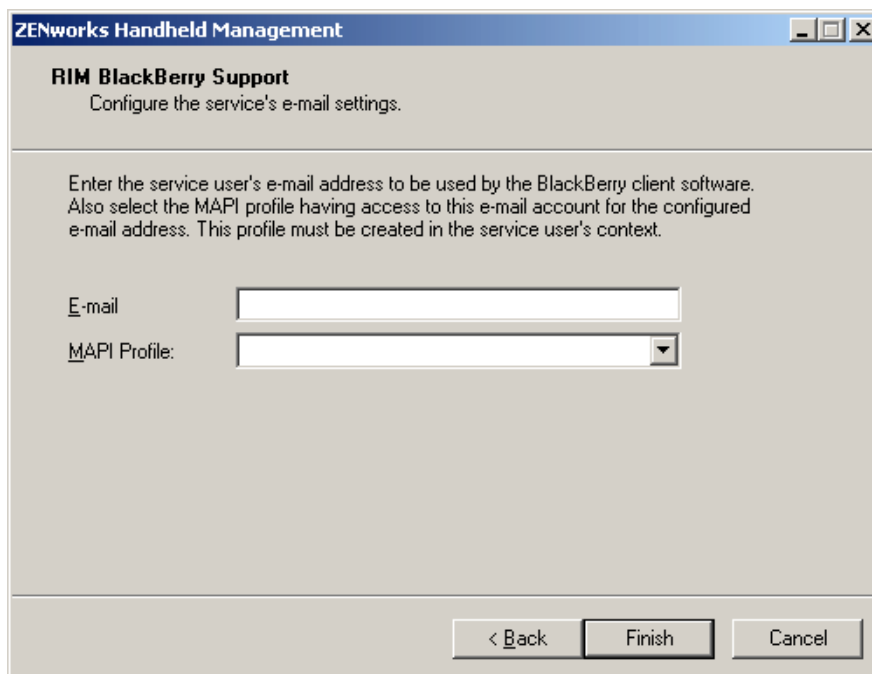 ZENworks Handheld Management
RIM BlackBerry Support
Configure the service's e-mail settings.
Enter the service user's e-mail address to be used by the BlackBerry client software.
Also select the MAPI profile having access to this e-mail account for the configured
e-mail address. This profile must be created in the service user's context.
E-mail
MAPI Profile:
< Back
Finish
Cancel